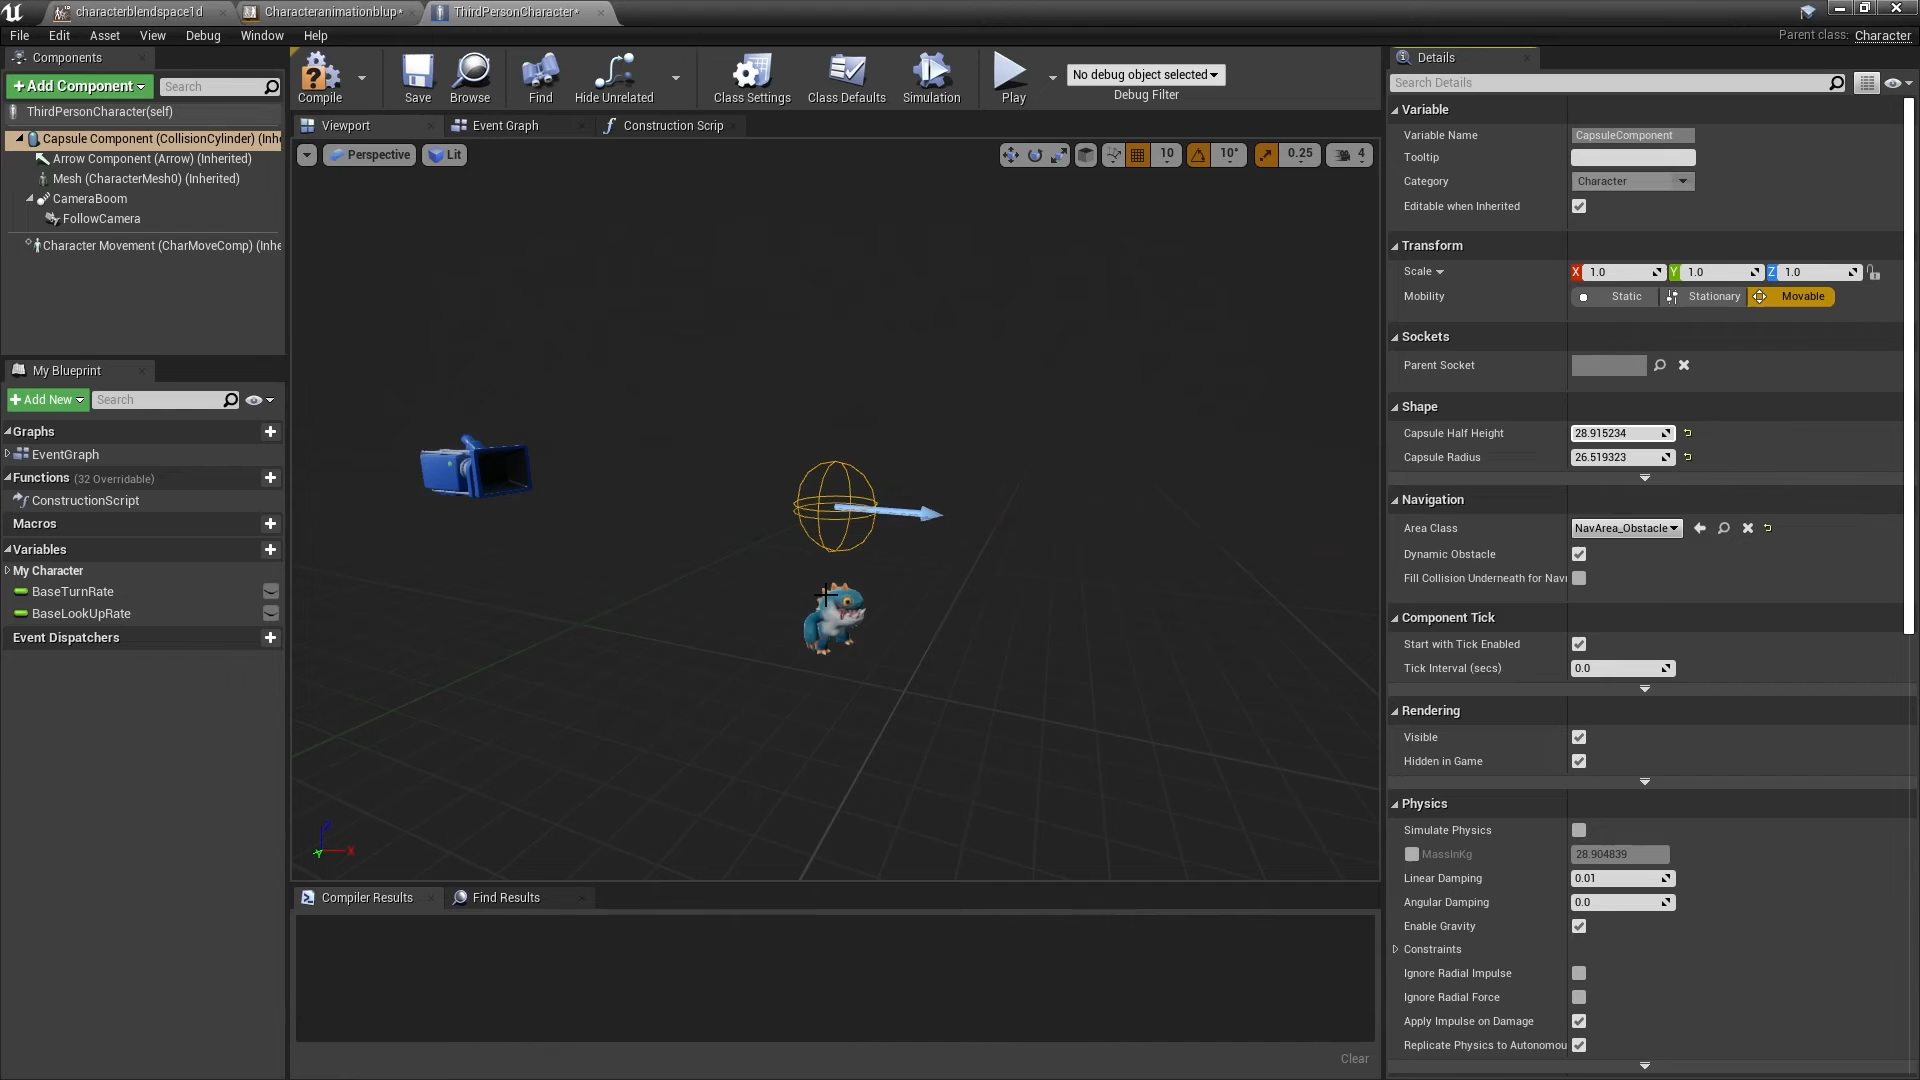 characterblendspace1d
Characteranimationblup*
ThirdPersonCharacter*
File Edit Asset View Debug Window Help
Parent class: Character
Components
+Add Component
Search
ThirdPersonCharacter(self)
Capsule Component (CollisionCylinder) (Inhe
Arrow Component (Arrow) (Inherited)
Mesh (CharacterMesh0) (Inherited)
CameraBoom
FollowCamera
Character Movement (CharMoveComp) (Inhe
My Blueprint
+Add New
Search
Graphs
EventGraph
Functions (32 Overridable)
ConstructionScript
Macros
Variables
My Character
BaseTurnRate
BaseLookUpRate
Event Dispatchers
Compile Save Browse Find Hide Unrelated Class Settings Class Defaults Simulation Play
No debug object selected
Debug Filter
Viewport Event Graph Construction Scrip
Perspective Lit
10 10° 0.25 4
Z
X
Y
Compiler Results Find Results
Clear
Details
Search Details
Variable
Variable Name CapsuleComponent
Tooltip
Category Character
Editable when Inherited
Transform
Scale X 1.0 Y 1.0 Z 1.0
Mobility Static Stationary Movable
Sockets
Parent Socket
Shape
Capsule Half Height 28.915234
Capsule Radius 26.519323
Navigation
Area Class NavArea_Obstacle
Dynamic Obstacle
Fill Collision Underneath for Navi
Component Tick
Start with Tick Enabled
Tick Interval (secs) 0.0
Rendering
Visible
Hidden in Game
Physics
Simulate Physics
MassInKg 28.904839
Linear Damping 0.01
Angular Damping 0.0
Enable Gravity
Constraints
Ignore Radial Impulse
Ignore Radial Force
Apply Impulse on Damage
Replicate Physics to Autonomou